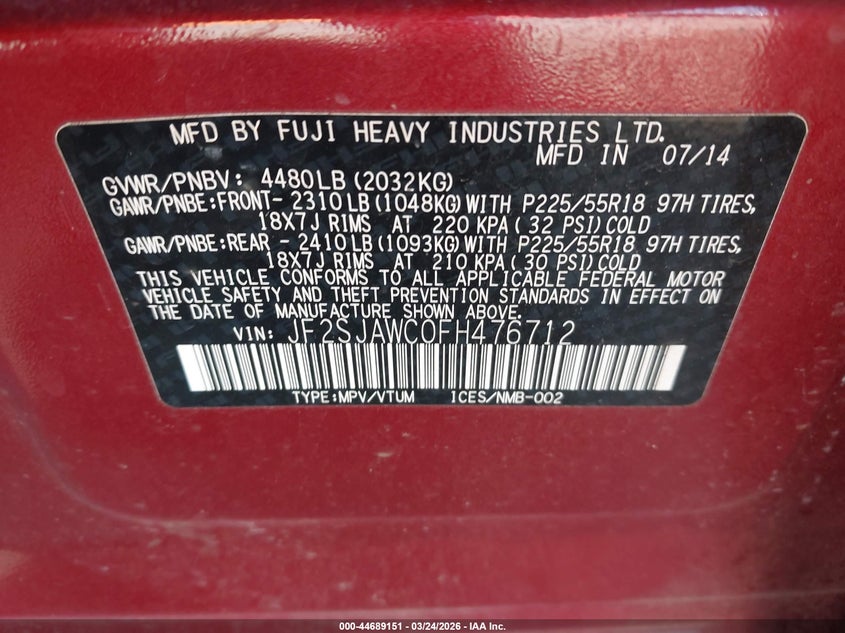 MFD BY FUJI HEAVY INDUSTRIES LTD.
MFD IN 07/14
GVWR/PNBV: 4480LB (2032KG)
GAWR/PNBE:FRONT- 2310 LB (1048KG) WITH P225/55R18 97H TIRES,
18X7J RIMS AT 220 KPA ( 32 PSI) COLD
GAWR/PNBE:REAR - 2410 LB (1093KG) WITH P225/55R18 97H TIRES,
18X7J RIMS AT 210 KPA ( 30 PSI) COLD
THIS VEHICLE CONFORMS TO ALL APPLICABLE FEDERAL MOTOR
VEHICLE SAFETY AND THEFT PREVENTION STANDARDS IN EFFECT ON
THE DATE OF MANUFACTURE SHOWN ABOVE.
VIN: JF2SJAWC0FH476712
TYPE:MPV/VTUM ICES/NMB-002
000-44689151 - 03/24/2026 - IAA Inc.